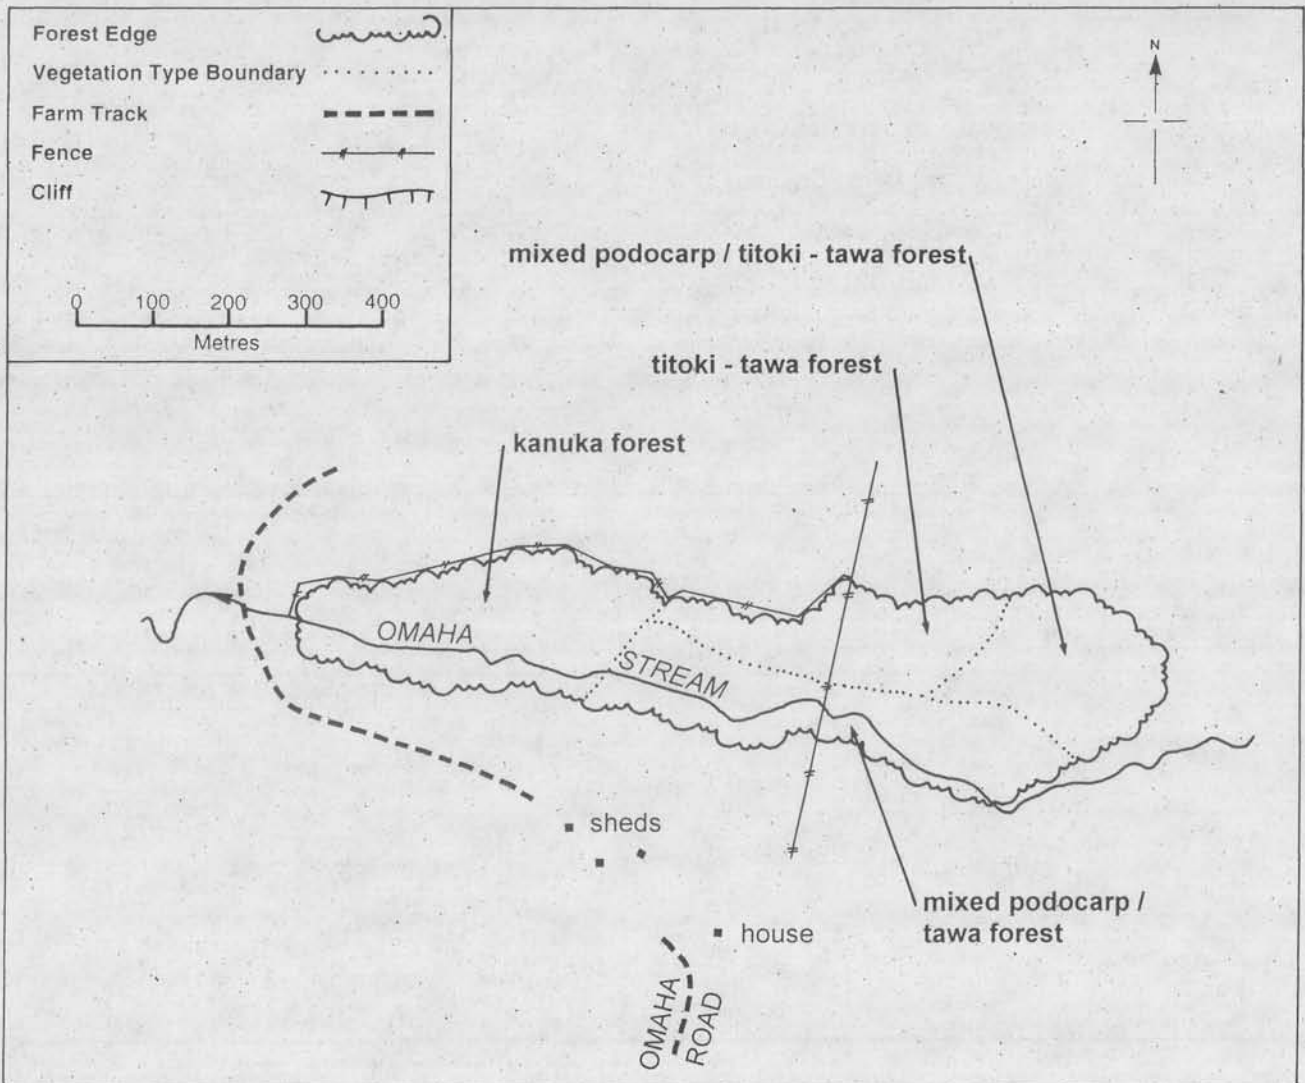 Forest Edge
Vegetation Type Boundary
Farm Track
Fence
Cliff
0 100 200 300 400
Metres
N
mixed podocarp / titoki - tawa forest
titoki - tawa forest
kanuka forest
OMAHA
STREAM
sheds
mixed podocarp /
tawa forest
house
OMAHA
ROAD